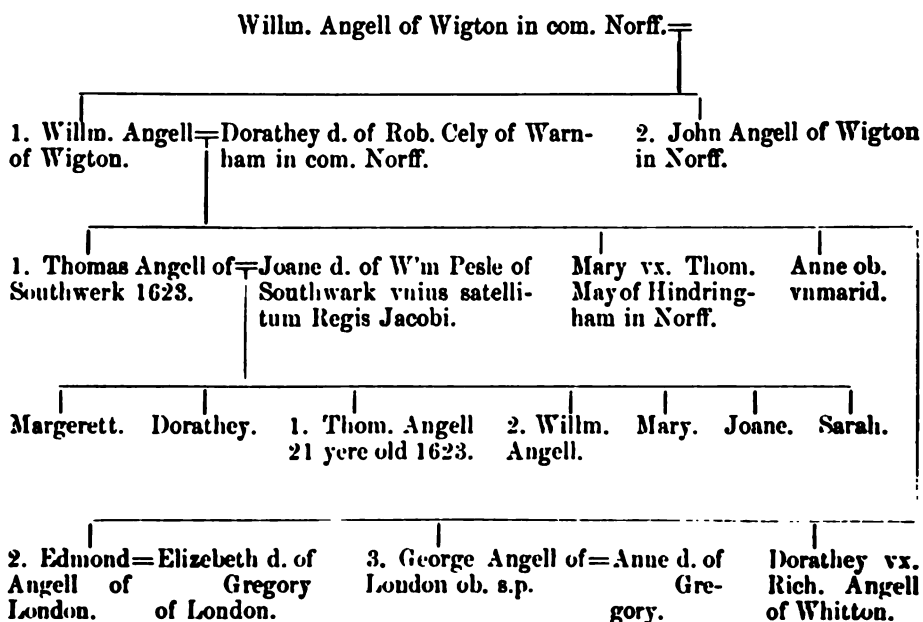 Willm. Angell of Wigton in com. Norff.=
1. Willm. Angell=Dorathey d. of Rob. Cely of Warn-
of Wigton. ham in com. Norff.
2. John Angell of Wigton
in Norff.
1. Thomas Angell of=Joane d. of W'm Pesle of
Southwerk 1623. Southwark vnius satelli-
tum Regis Jacobi.
Mary vx. Thom.
May of Hindring-
ham in Norff.
Anne ob.
vnmarid.
Margerett.
Dorathey.
1. Thom. Angell
21 yere old 1623.
2. Willm.
Angell.
Mary.
Joane.
Sarah.
2. Edmond=Elizebeth d. of
Angell of Gregory
London. of London.
3. George Angell of=Anne d. of
London ob. s.p. Gre-
gory.
Dorathey vx.
Rich. Angell
of Whitton.